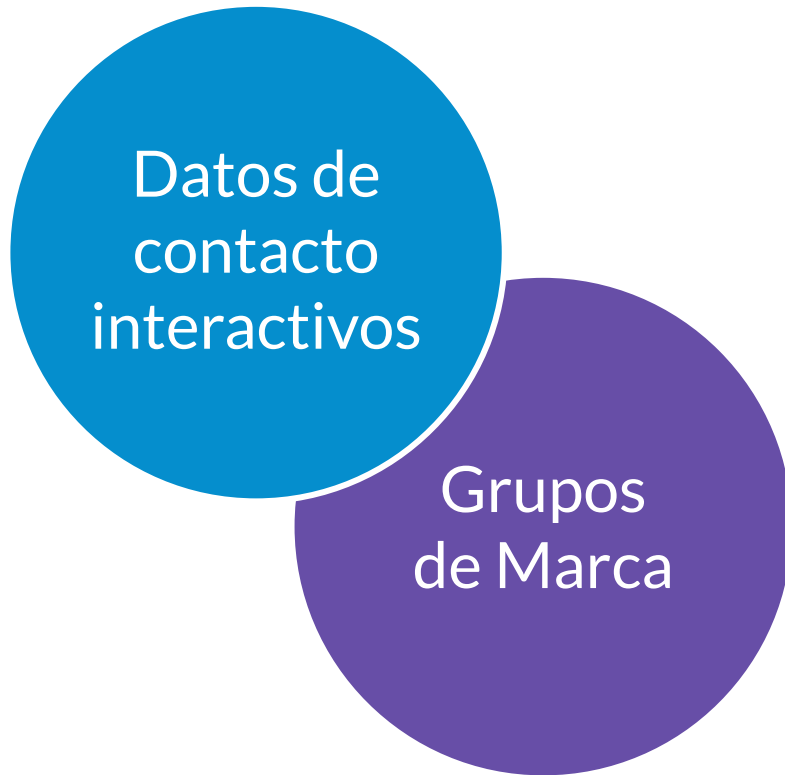 Datos de
contacto
interactivos
Grupos
de Marca